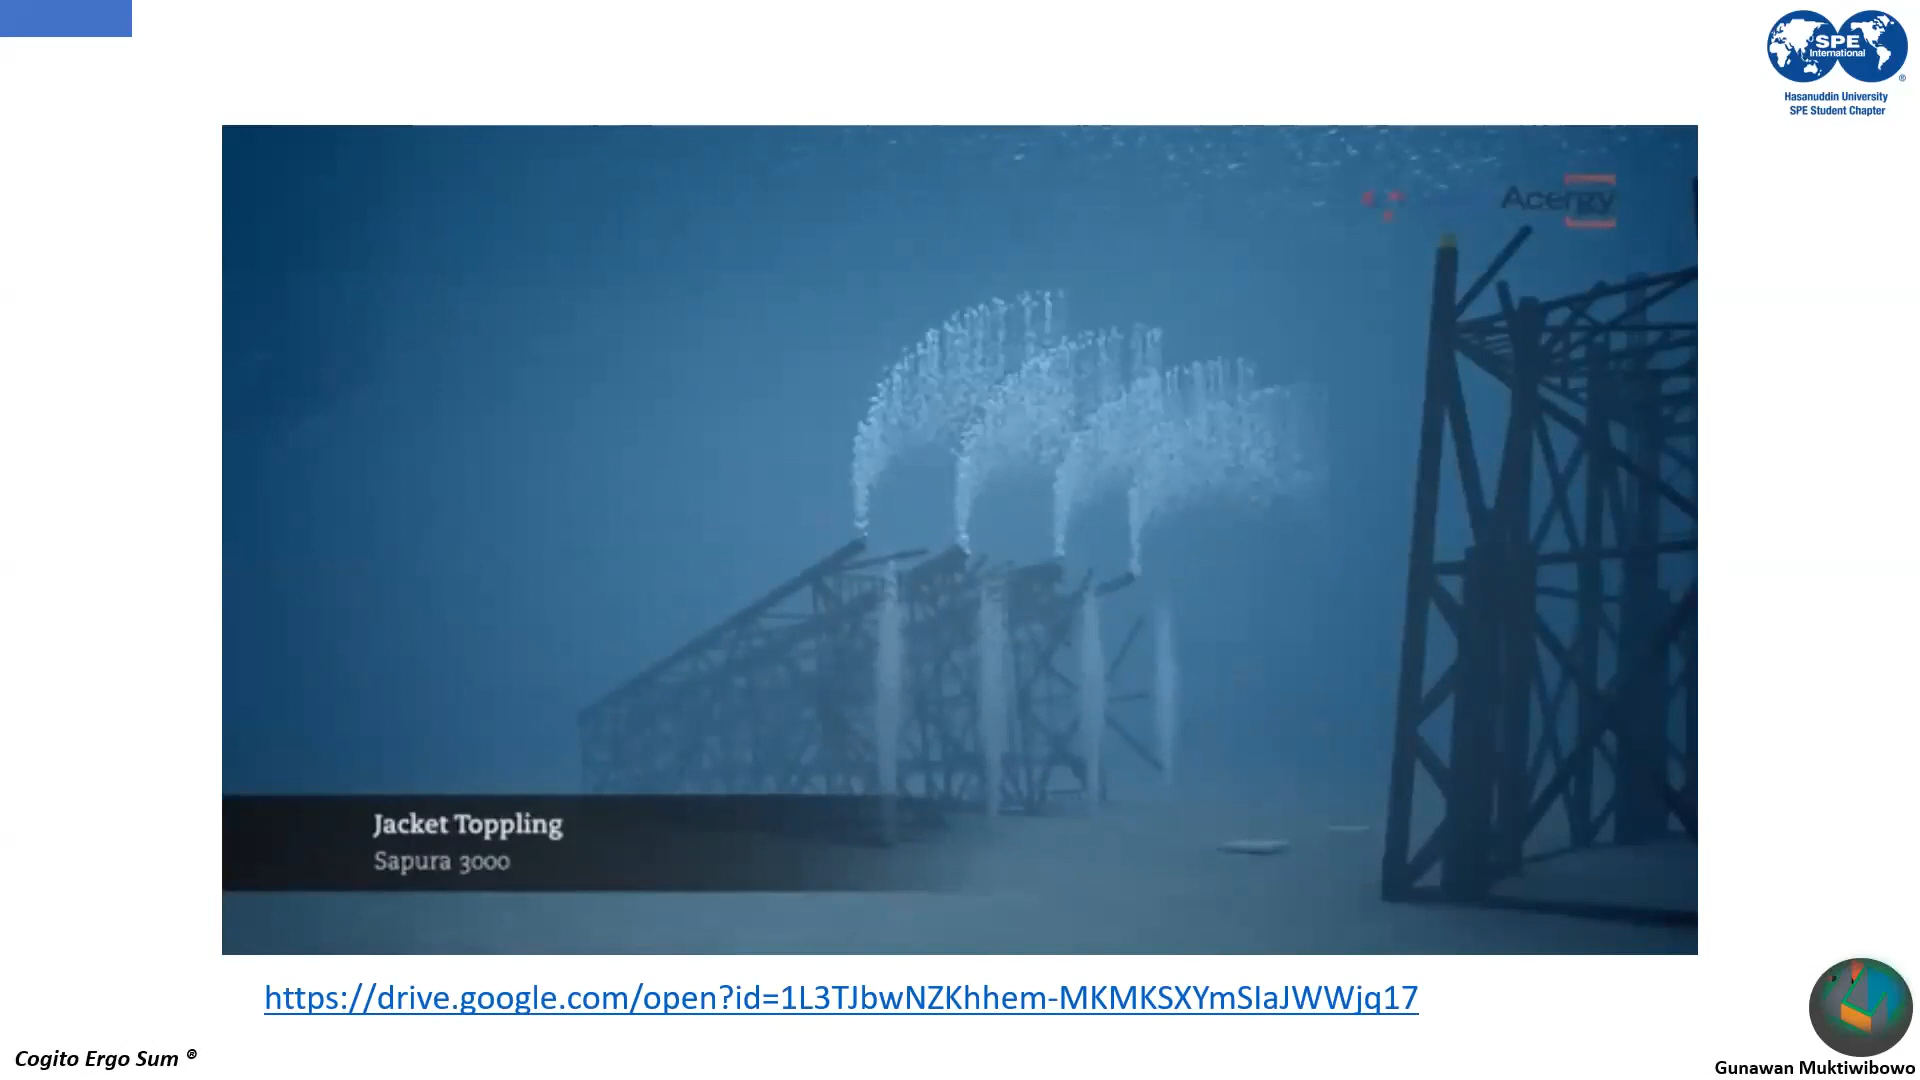 SPE
International
®
Hasanuddin University
SPE Student Chapter
Acergy
Jacket Toppling
Sapura 3000
https://drive.google.com/open?id=1L3TJbwNZKhhem-MKMKSXYmSIaJWWjq17
Cogito Ergo Sum ®
Gunawan Muktiwibowo